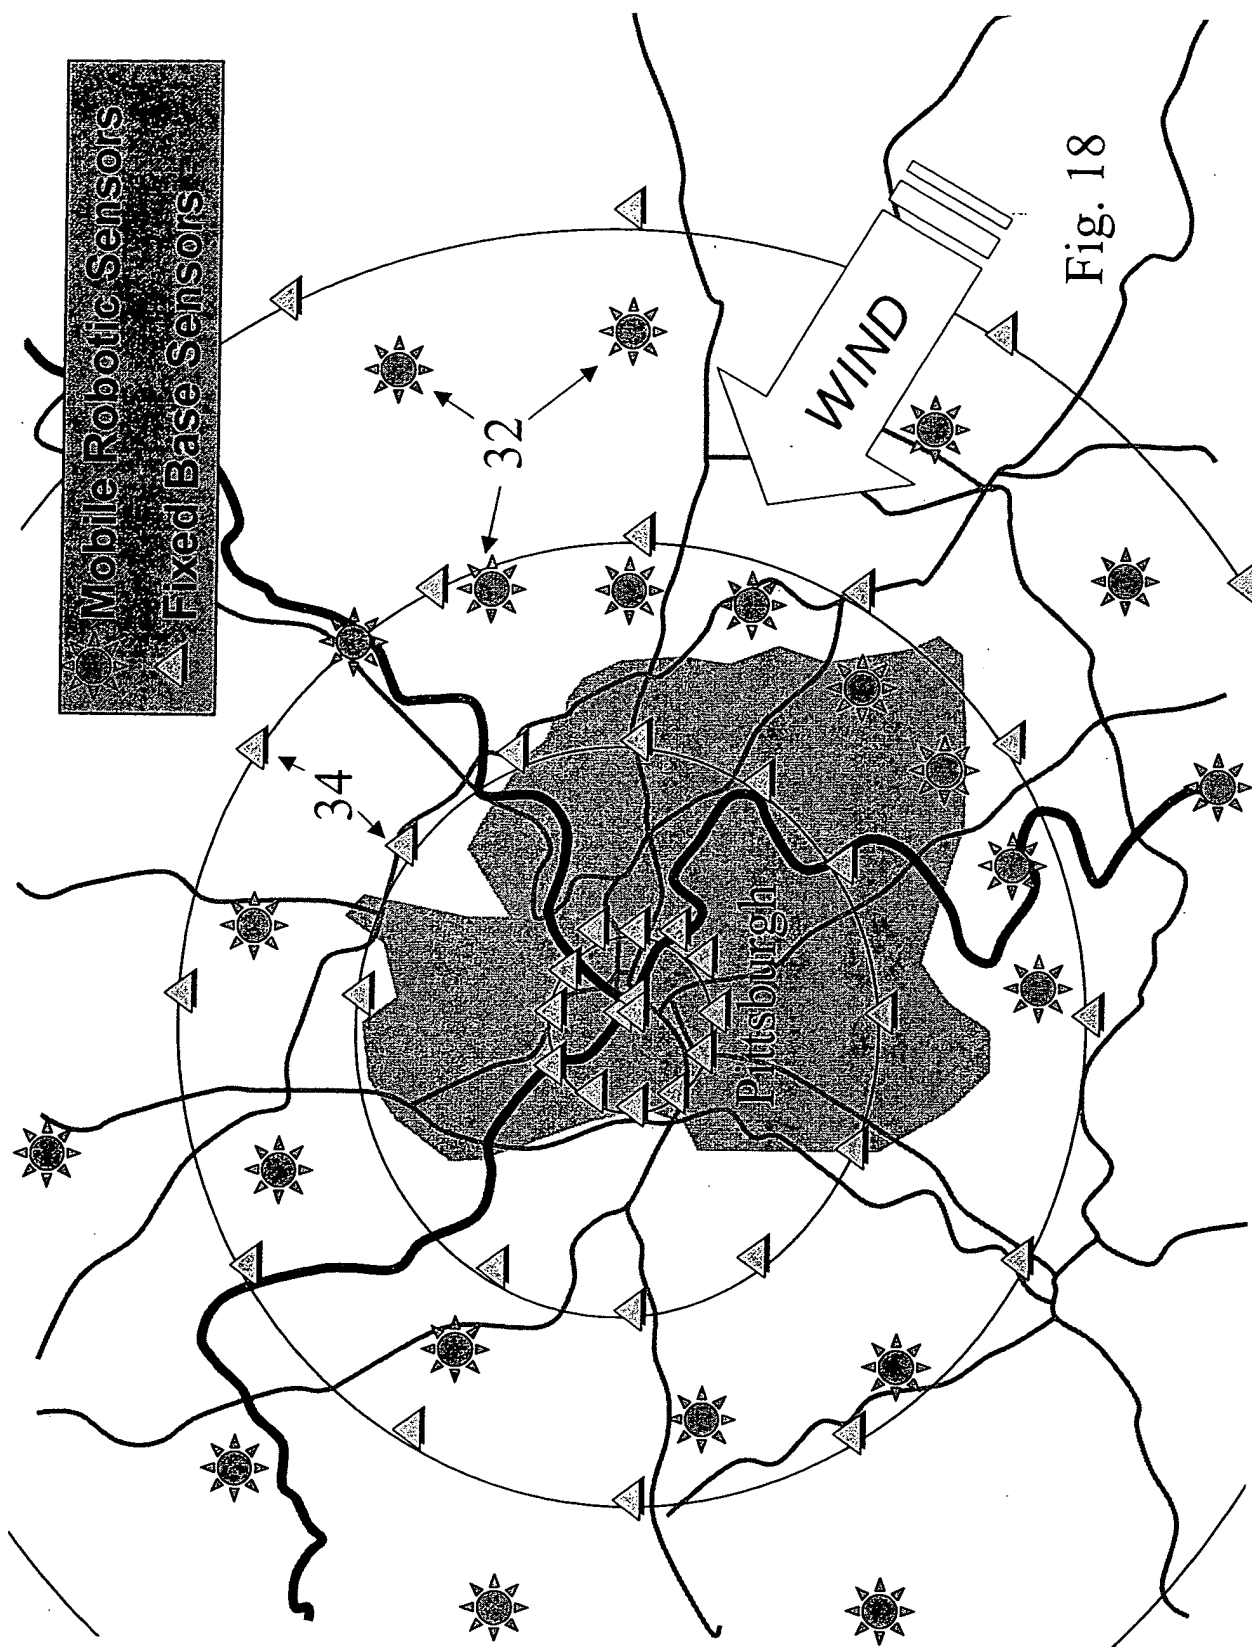 Mobile Robotic Sensors
Fixed Base Sensors
32
34
WIND
Pittsburgh
Fig. 18